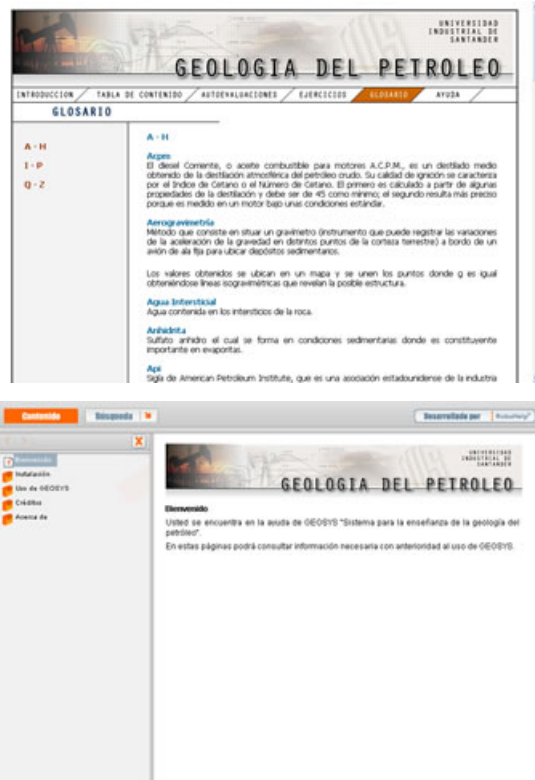 UNIVERSIDAD
INDUSTRIAL DE
SANTANDER
GEOLOGIA DEL PETROLEO
INTRODUCCION / TABLA DE CONTENIDO / AUTOEVALUACIONES / EJERCICIOS / GLOSARIO / AYUDA
GLOSARIO
A - H
I - P
Q - Z
A - H
Acpm
El diesel Corriente, o aceite combustible para motores A.C.P.M., es un destilado medio
obtenido de la destilación atmosférica del petróleo crudo. Su calidad de ignición se caracteriza
por el Indice de Cetano o el Número de Cetano. El primero es calculado a partir de algunas
propiedades de la destilación y debe ser de 45 como mínimo; el segundo resulta más preciso
porque es medido en un motor bajo unas condiciones estándar.
Aerogravimetría
Método que consiste en situar un gravímetro (instrumento que puede registrar las variaciones
de la aceleración de la gravedad en distintos puntos de la corteza terrestre) a bordo de un
avión de ala fija para ubicar depósitos sedimentarios.
Los valores obtenidos se ubican en un mapa y se unen los puntos donde g es igual
obteniéndose líneas isogravimétricas que revelan la posible estructura.
Agua Intersticial
Agua contenida en los intersticios de la roca.
Anhidrita
Sulfato anhidro el cual se forma en condiciones sedimentarias donde es constituyente
importante en evaporitas.
Api
Sigla de American Petroleum Institute, que es una asociación estadounidense de la industria
Contenido
Búsqueda
Desarrollado por
RoboHelp
Bienvenido
Instalación
Uso de GEOSYS
Créditos
Acerca de
UNIVERSIDAD
INDUSTRIAL DE
SANTANDER
GEOLOGIA DEL PETROLEO
Bienvenido
Usted se encuentra en la ayuda de GEOSYS "Sistema para la enseñanza de la geología del
petróleo".
En estas páginas podrá consultar información necesaria con anterioridad al uso de GEOSYS.